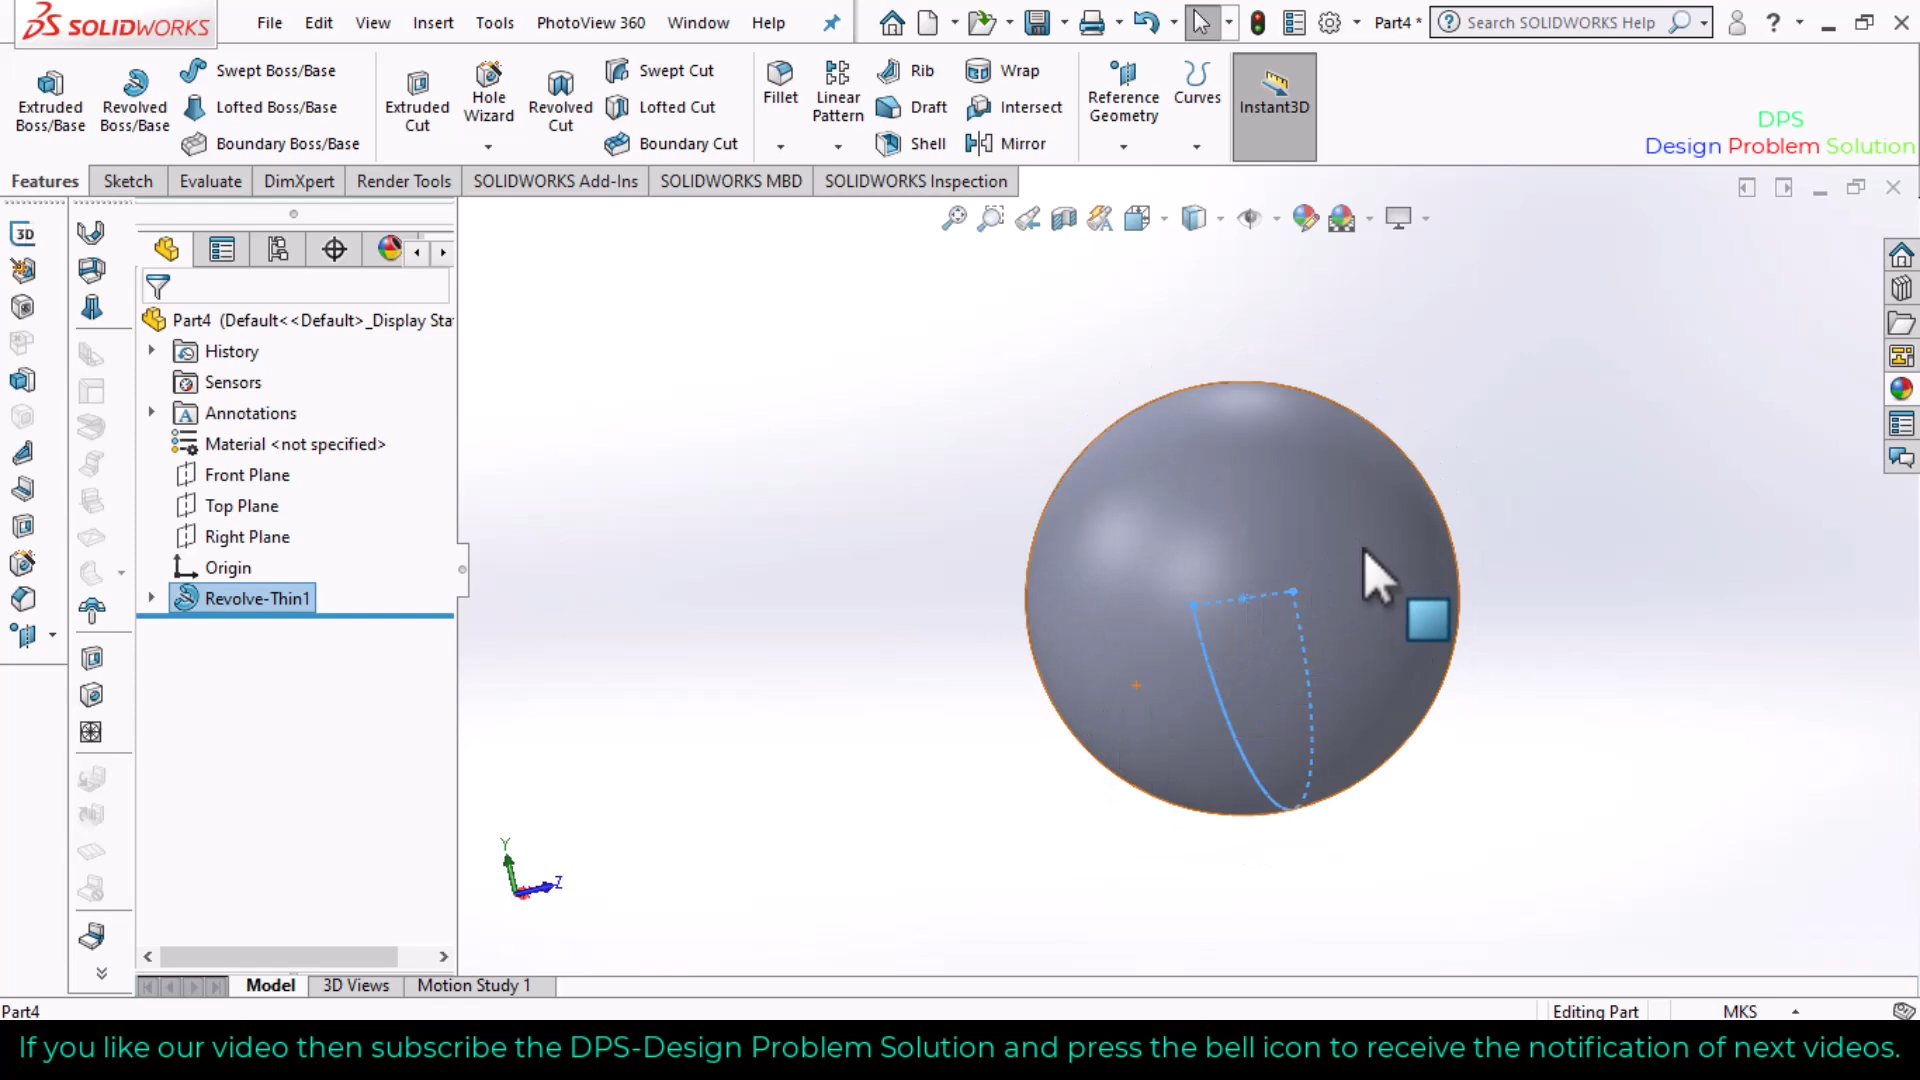 SOLIDWORKS
File Edit View Insert Tools PhotoView 360 Window Help
Part4 *
Search SOLIDWORKS Help
Extruded Boss/Base
Revolved Boss/Base
Swept Boss/Base
Lofted Boss/Base
Boundary Boss/Base
Extruded Cut
Hole Wizard
Revolved Cut
Swept Cut
Lofted Cut
Boundary Cut
Fillet
Linear Pattern
Rib
Draft
Shell
Wrap
Intersect
Mirror
Reference Geometry
Curves
Instant3D
DPS
Design Problem Solution
Features Sketch Evaluate DimXpert Render Tools SOLIDWORKS Add-Ins SOLIDWORKS MBD SOLIDWORKS Inspection
3D
Part4 (Default<<Default>_Display Sta
History
Sensors
A Annotations
Material <not specified>
Front Plane
Top Plane
Right Plane
Origin
Revolve-Thin1
Y
Z
Model 3D Views Motion Study 1
Part4
Editing Part
MKS
If you like our video then subscribe the DPS-Design Problem Solution and press the bell icon to receive the notification of next videos.